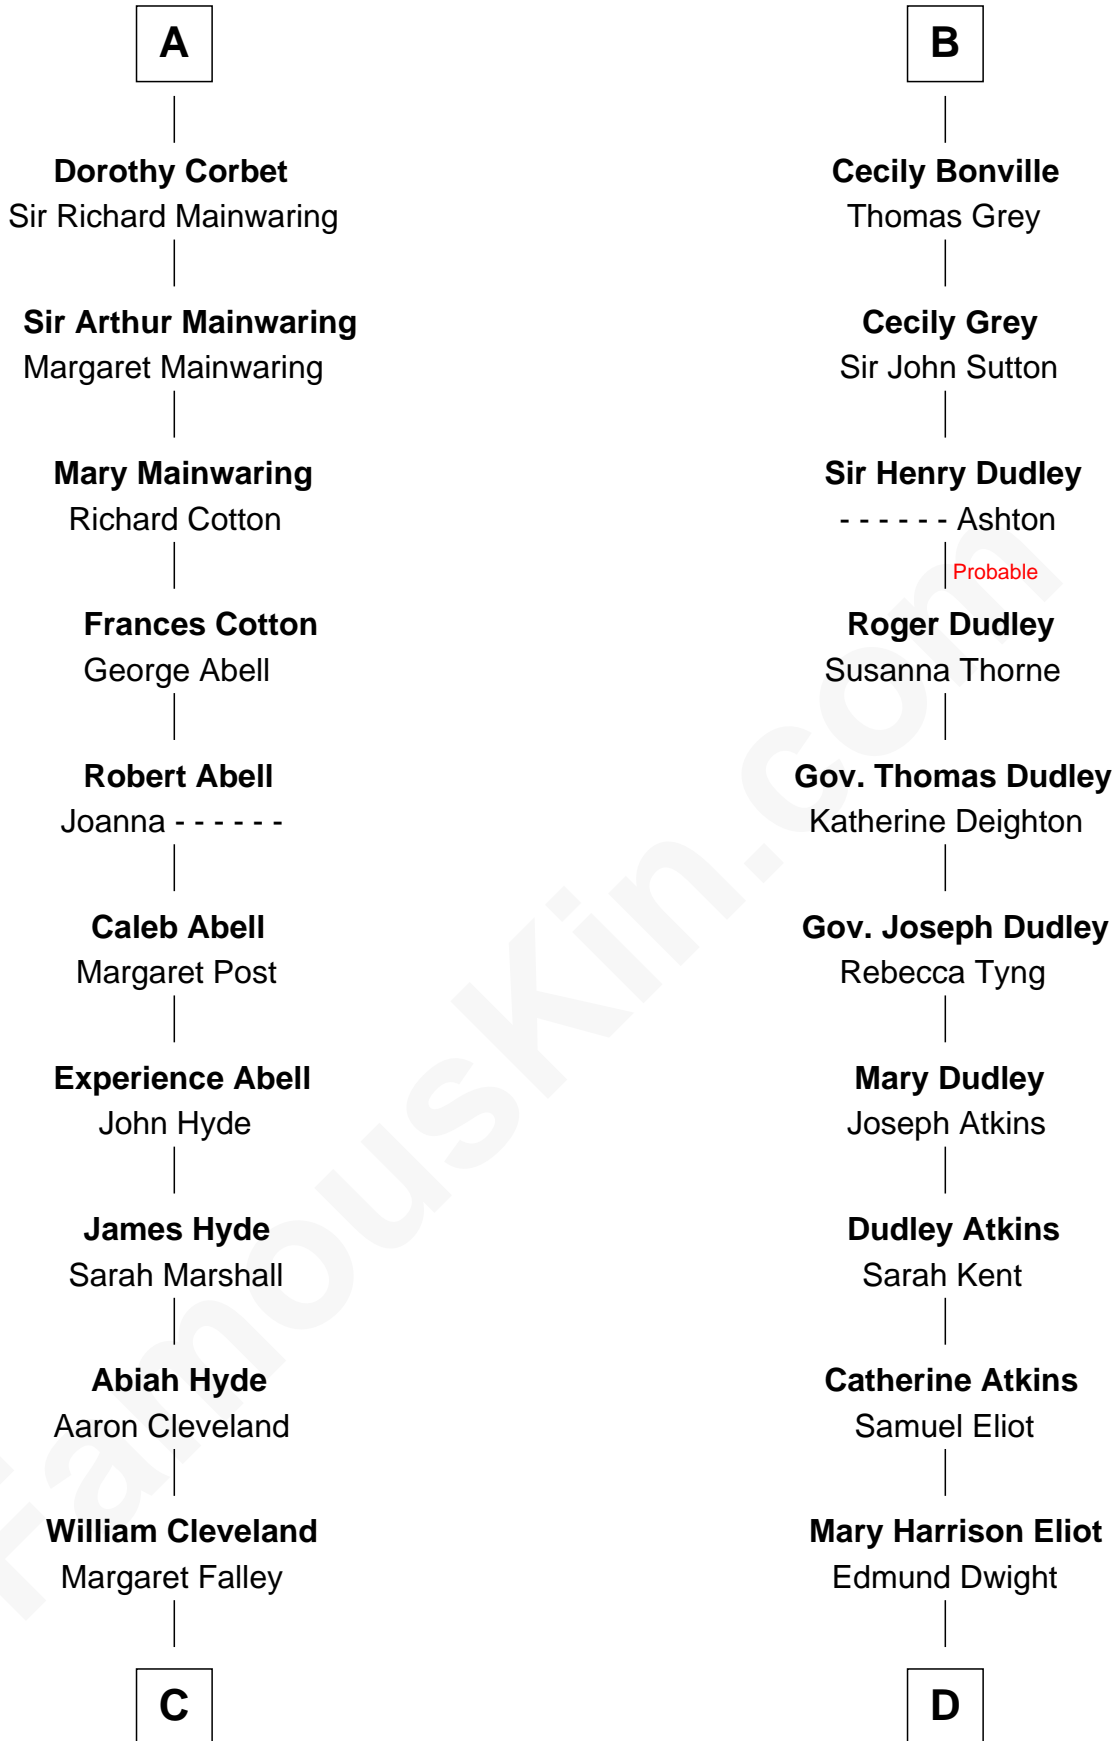 A
Dorothy Corbet
Sir Richard Mainwaring
Sir Arthur Mainwaring
Margaret Mainwaring
Mary Mainwaring
Richard Cotton
Frances Cotton
George Abell
Robert Abell
Joanna - - - - - -
Caleb Abell
Margaret Post
Experience Abell
John Hyde
James Hyde
Sarah Marshall
Abiah Hyde
Aaron Cleveland
William Cleveland
Margaret Falley
C
B
Cecily Bonville
Thomas Grey
Cecily Grey
Sir John Sutton
Sir Henry Dudley
- - - - - - Ashton
Probable
Roger Dudley
Susanna Thorne
Gov. Thomas Dudley
Katherine Deighton
Gov. Joseph Dudley
Rebecca Tyng
Mary Dudley
Joseph Atkins
Dudley Atkins
Sarah Kent
Catherine Atkins
Samuel Eliot
Mary Harrison Eliot
Edmund Dwight
D
FamousKin.com